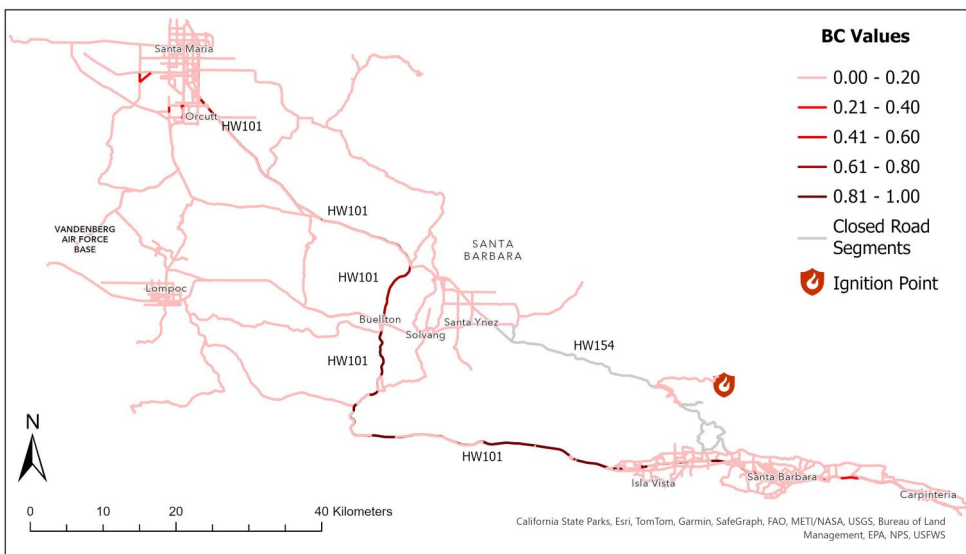 BC Values
0.00 - 0.20
0.21 - 0.40
0.41 - 0.60
0.61 - 0.80
0.81 - 1.00
Closed Road
Segments
Ignition Point
Santa Maria
Orcutt
HW101
HW101
VANDENBERG
AIR FORCE
BASE
SANTA
BARBARA
HW101
Lompoc
Buellton
Santa Ynez
Solvang
HW154
HW101
N
HW101
Isla Vista
Santa Barbara
Carpinteria
0 10 20 40 Kilometers
California State Parks, Esri, TomTom, Garmin, SafeGraph, FAO, METI/NASA, USGS, Bureau of Land
Management, EPA, NPS, USFWS